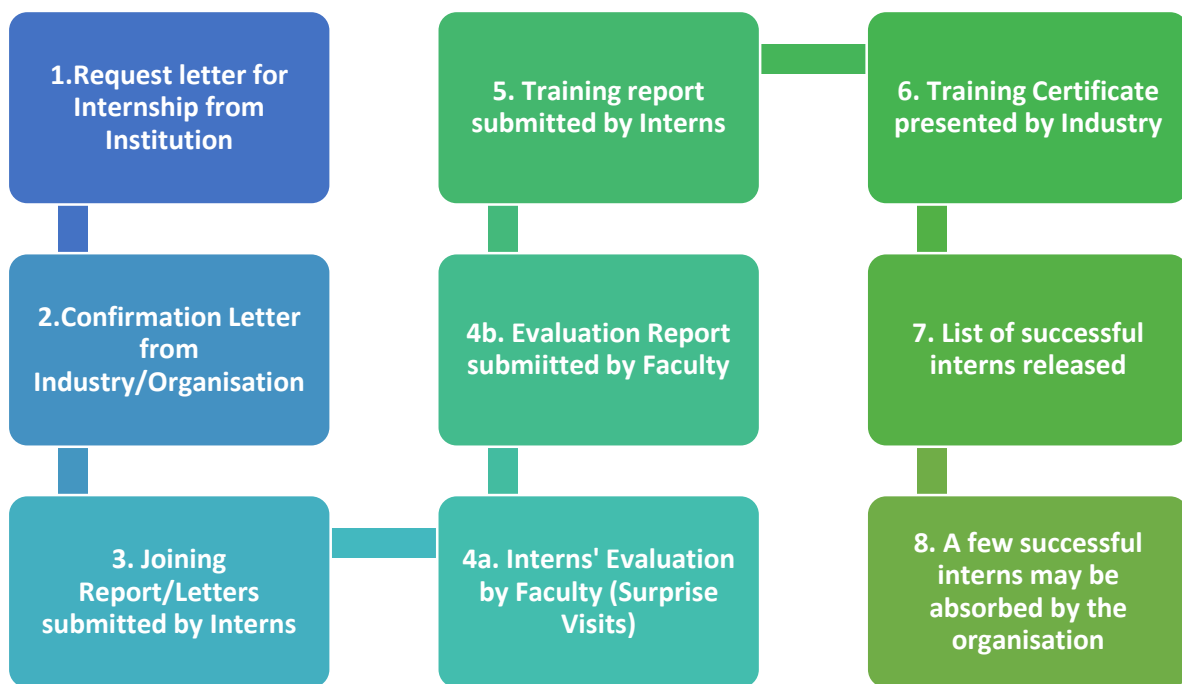 1.Request letter for
Internship from
Institution
2.Confirmation Letter
from
Industry/Organisation
3. Joining
Report/Letters
submitted by Interns
4a. Interns' Evaluation
by Faculty (Surprise
Visits)
4b. Evaluation Report
submiitted by Faculty
5. Training report
submitted by Interns
6. Training Certificate
presented by Industry
7. List of successful
interns released
8. A few successful
interns may be
absorbed by the
organisation